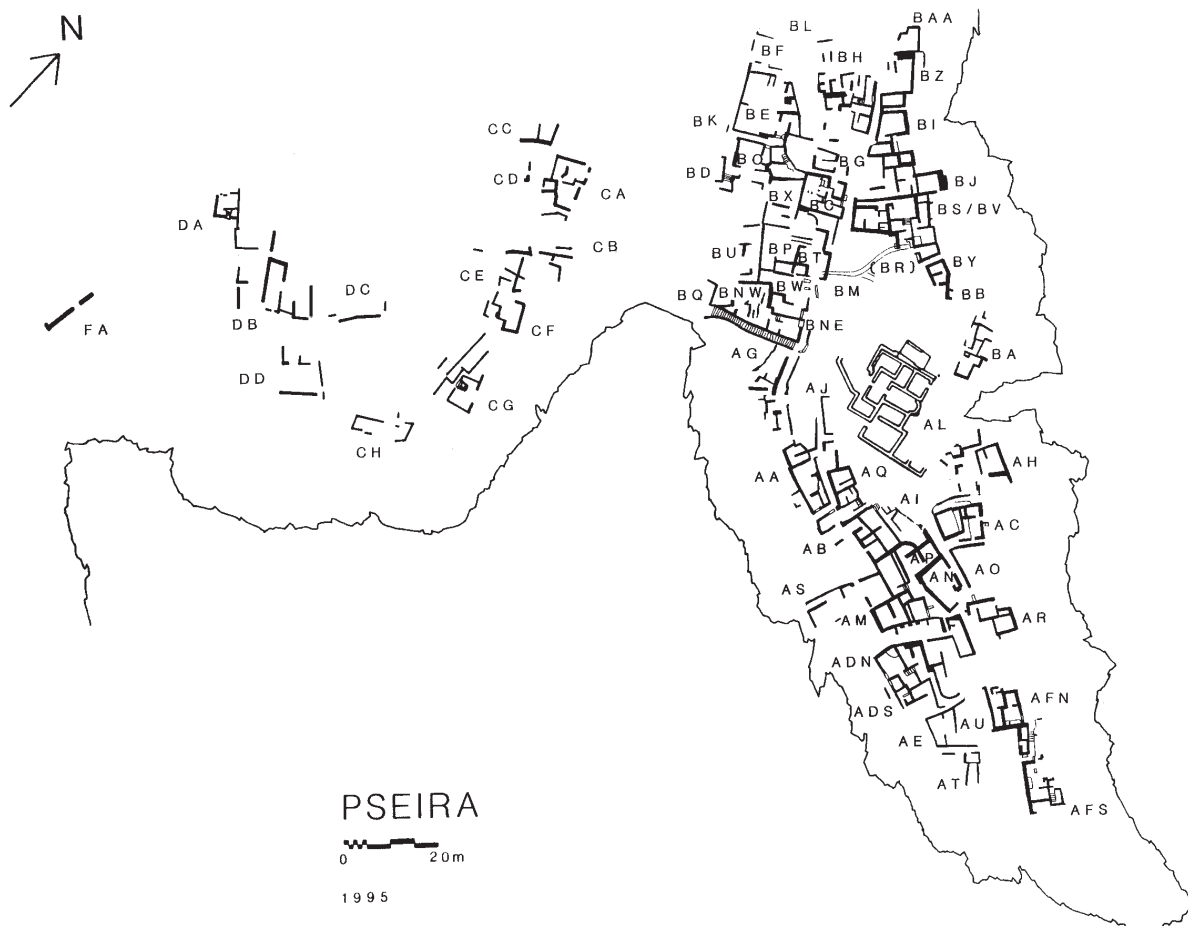 N
BAA
BL
BF
BH
BZ
BE
BK
BI
CC
BO
BG
BD
CD
CA
BJ
BX
BC
DA
BS/BV
CB
BU
BP
BT
CE
(BR)
BY
BQ
BNW
BW
BM
BB
DC
FA
DB
CF
BNE
AG
BA
DD
AJ
CG
AL
CH
AA
AQ
AH
AI
AC
AB
AP
AO
AS
AN
AM
AR
ADN
AFN
ADS
AU
AE
AT
PSEIRA
AFS
0 20m
1995